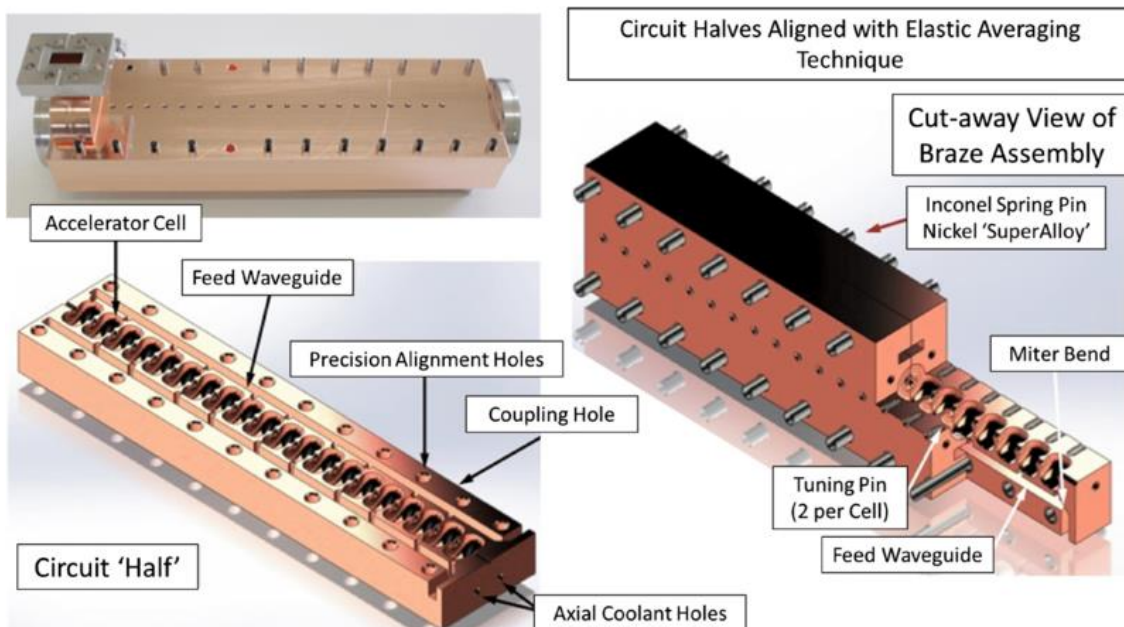 Circuit Halves Aligned with Elastic Averaging
Technique
Cut-away View of
Braze Assembly
Inconel Spring Pin
Nickel ‘SuperAlloy’
Accelerator Cell
Feed Waveguide
Precision Alignment Holes
Coupling Hole
Miter Bend
Tuning Pin
(2 per Cell)
Feed Waveguide
Circuit ‘Half’
Axial Coolant Holes